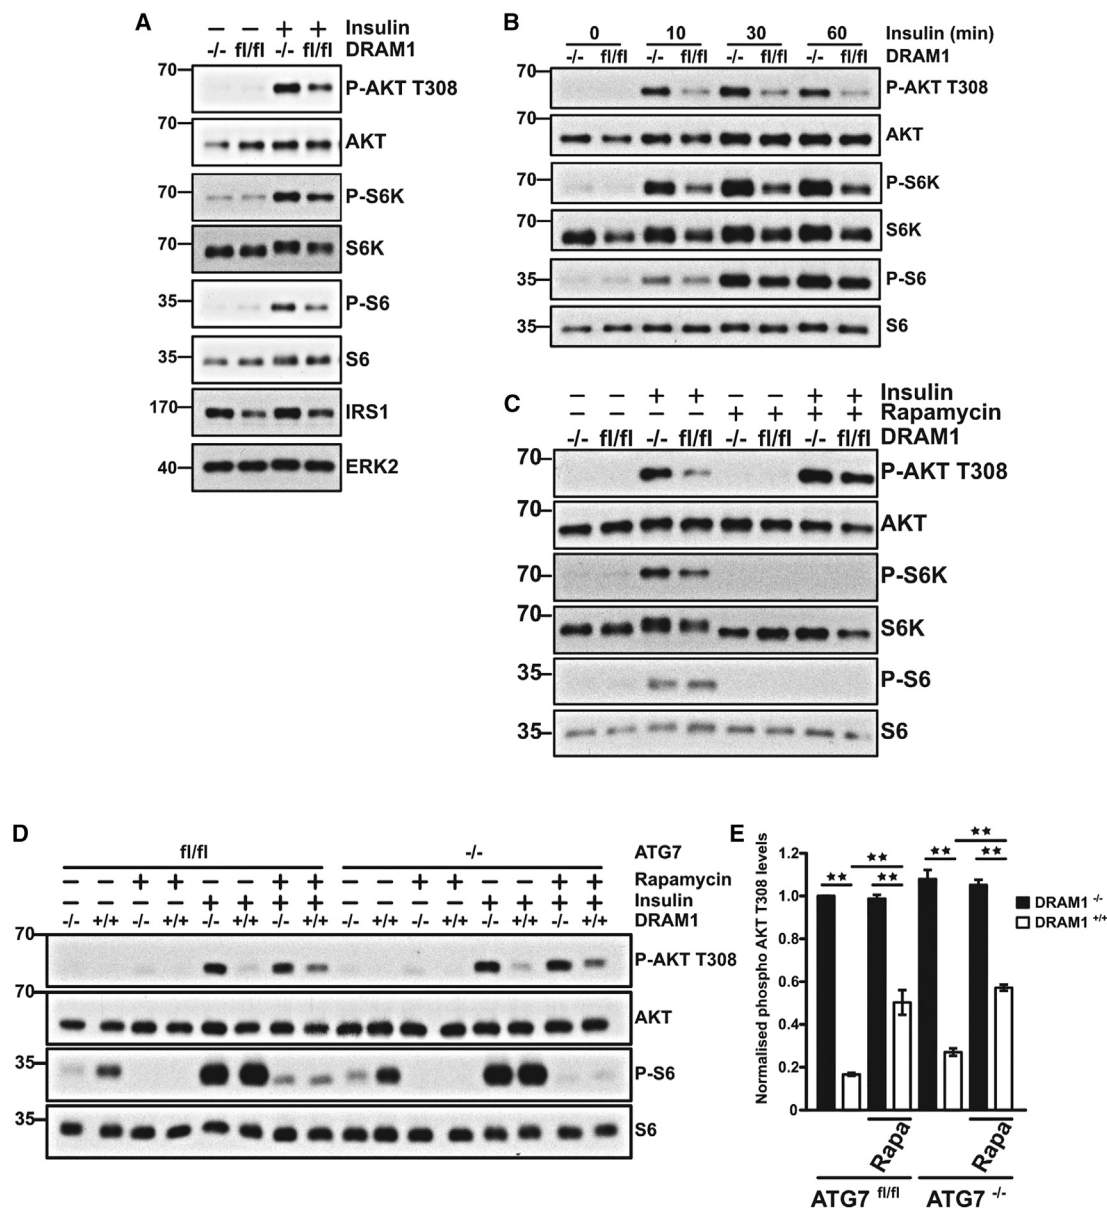 A
− − + + Insulin
-/- fl/fl -/- fl/fl DRAM1
70 P-AKT T308
70 AKT
70 P-S6K
70 S6K
35 P-S6
35 S6
170 IRS1
40 ERK2
B
0 10 30 60 Insulin (min)
-/- fl/fl -/- fl/fl -/- fl/fl -/- fl/fl DRAM1
70 P-AKT T308
70 AKT
70 P-S6K
70 S6K
35 P-S6
35 S6
C
− − + + − − + + Insulin
− − − − + + + + Rapamycin
-/- fl/fl -/- fl/fl -/- fl/fl -/- fl/fl DRAM1
70 P-AKT T308
70 AKT
70 P-S6K
70 S6K
35 P-S6
35 S6
D
fl/fl -/- ATG7
− − + + − − + + − − + + − − + + Rapamycin
− − − − + + + + − − − − + + + + Insulin
-/- +/+ -/- +/+ -/- +/+ -/- +/+ -/- +/+ -/- +/+ -/- +/+ -/- +/+ DRAM1
70 P-AKT T308
70 AKT
35 P-S6
35 S6
E
Normalised phospho AKT T308 levels
1.2
1.0
0.8
0.6
0.4
0.2
0
★★ ★★ ★★ ★★ ★★ ★★
DRAM1 -/-
DRAM1 +/+
Rapa Rapa
ATG7 fl/fl ATG7 -/-